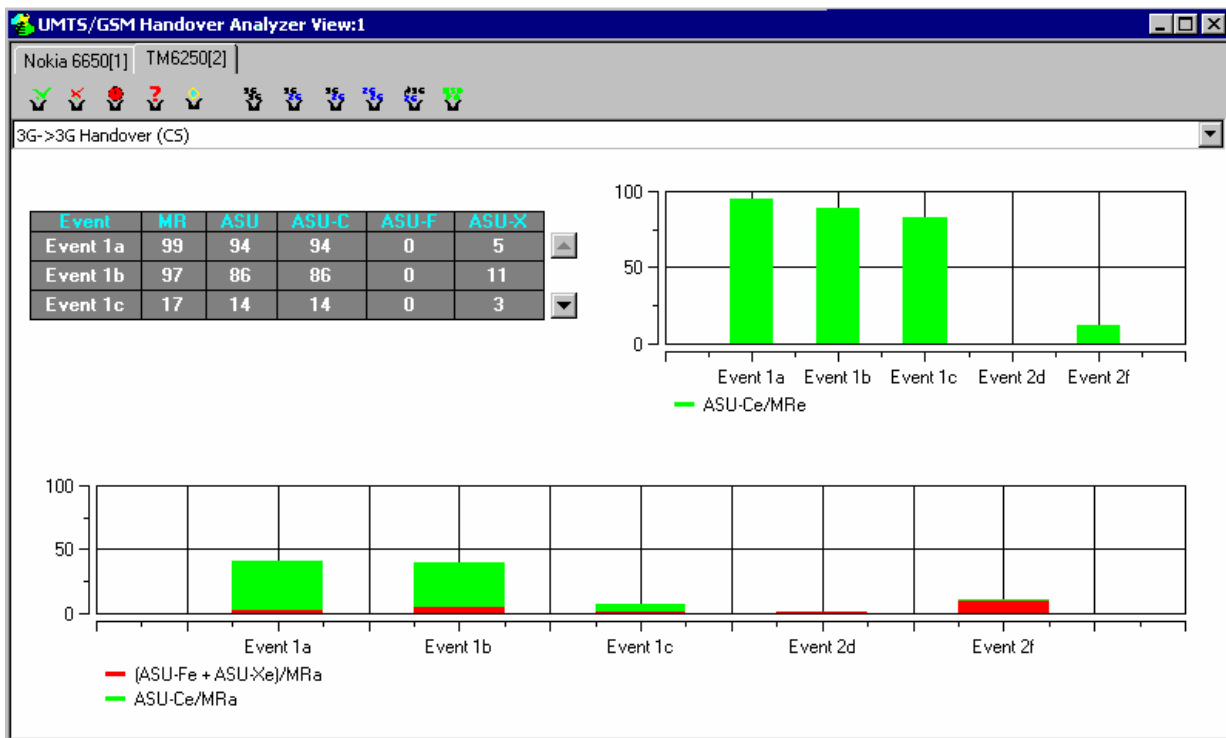 UMTS/GSM Handover Analyzer View:1
Nokia 6650[1] TM6250[2]
3G->3G Handover (CS)
Event MR ASU ASU-C ASU-F ASU-X
Event 1a 99 94 94 0 5
Event 1b 97 86 86 0 11
Event 1c 17 14 14 0 3
100
50
0
Event 1a Event 1b Event 1c Event 2d Event 2f
ASU-Ce/MRe
100
50
0
Event 1a Event 1b Event 1c Event 2d Event 2f
(ASU-Fe + ASU-Xe)/MRa
ASU-Ce/MRa